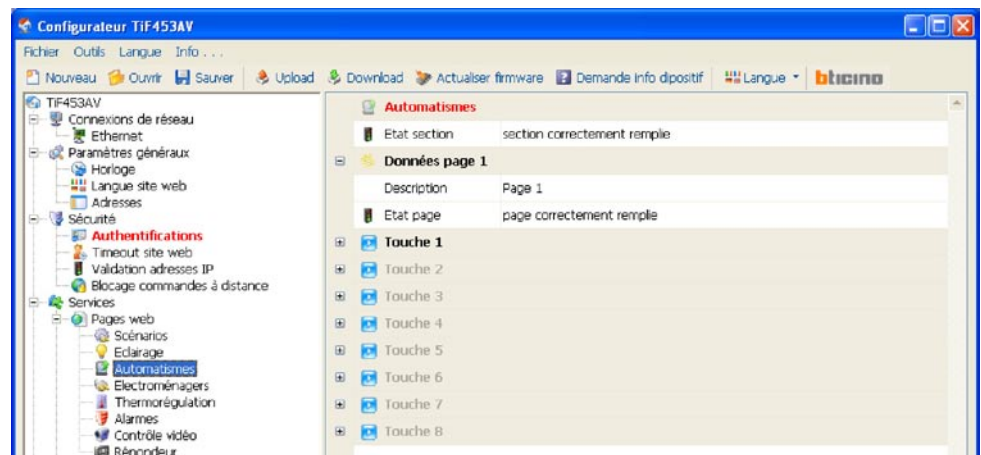 Configurateur TiF453AV
Fichier Outils Langue Info . . .
Nouveau Ouvrir Sauver Upload Download Actualiser firmware Demande info dipositif Langue bticino
TiF453AV
Connexions de réseau
Ethernet
Paramètres généraux
Horloge
Langue site web
Adresses
Sécurité
Authentifications
Timeout site web
Validation adresses IP
Blocage commandes à distance
Services
Pages web
Scénarios
Eclairage
Automatismes
Electroménagers
Thermorégulation
Alarmes
Contrôle vidéo
Répondeur
Automatismes
Etat section section correctement remplie
Données page 1
Description Page 1
Etat page page correctement remplie
Touche 1
Touche 2
Touche 3
Touche 4
Touche 5
Touche 6
Touche 7
Touche 8